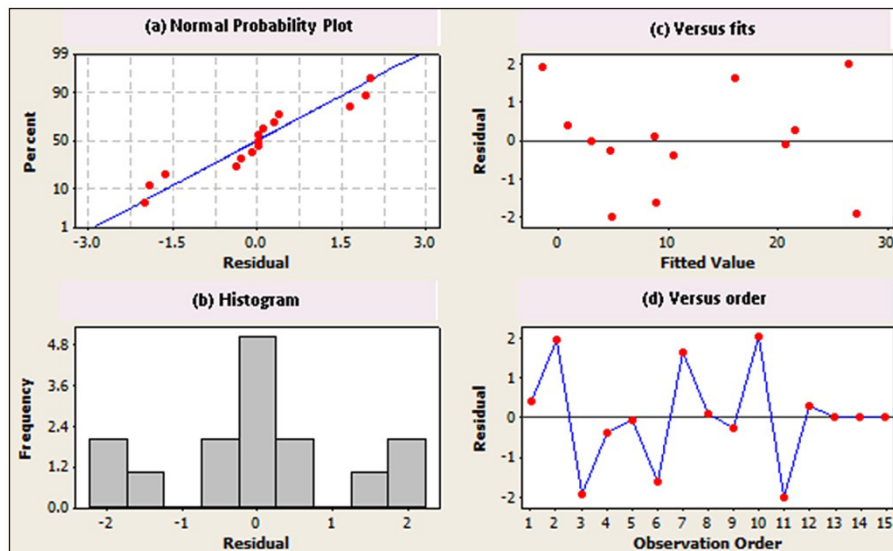 (a) Normal Probability Plot
99
90
50
10
1
Percent
-3.0 -1.5 0.0 1.5 3.0
Residual
(c) Versus fits
2
1
0
-1
-2
Residual
0 10 20 30
Fitted Value
(b) Histogram
4.8
3.6
2.4
1.2
0.0
Frequency
-2 -1 0 1 2
Residual
(d) Versus order
2
1
0
-1
-2
Residual
1 2 3 4 5 6 7 8 9 10 11 12 13 14 15
Observation Order